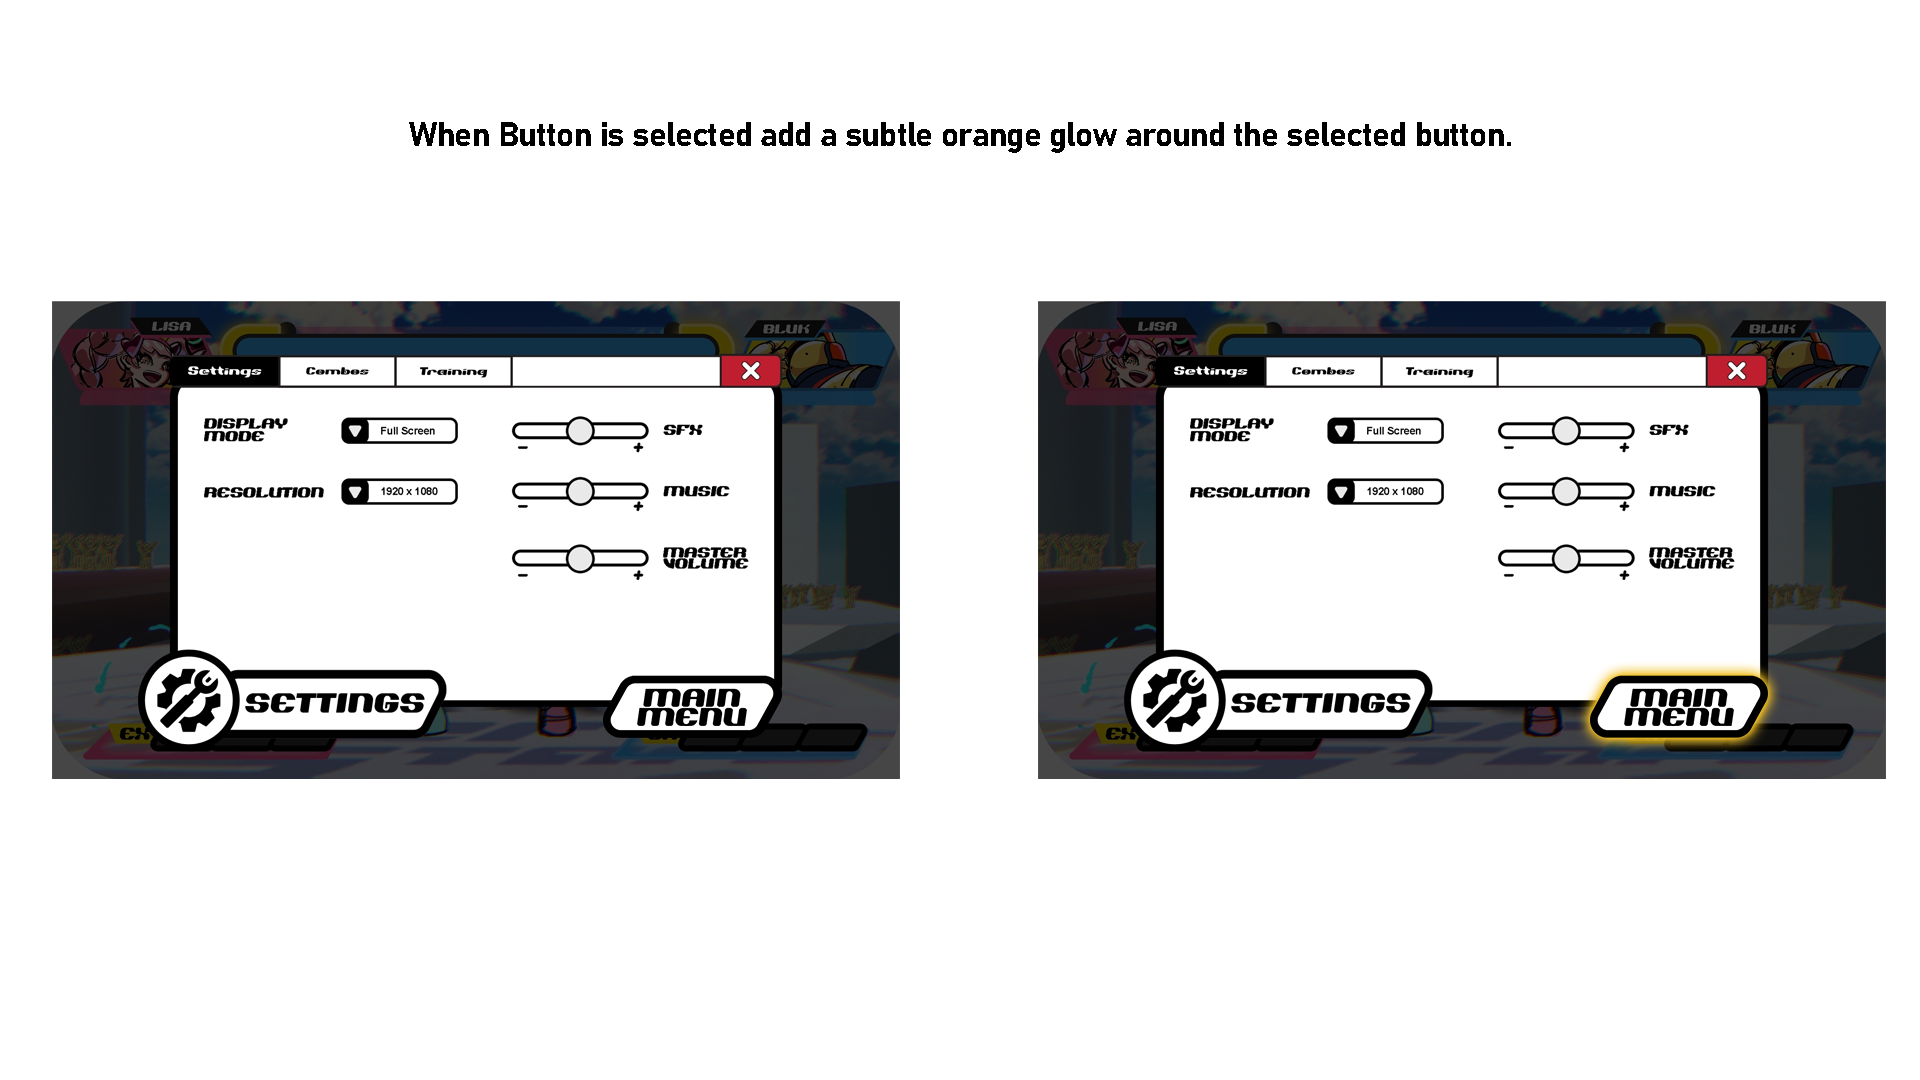 When Button is selected add a subtle orange glow around the selected button.
LISA
BLUK
Settings
Combos
Training
DISPLAY
MODE
Full Screen
SFX
- +
RESOLUTION
1920 x 1080
MUSIC
- +
MASTER
VOLUME
- +
SETTINGS
MAIN
MENU
EX
LISA
BLUK
Settings
Combos
Training
DISPLAY
MODE
Full Screen
SFX
- +
RESOLUTION
1920 x 1080
MUSIC
- +
MASTER
VOLUME
- +
SETTINGS
MAIN
MENU
EX